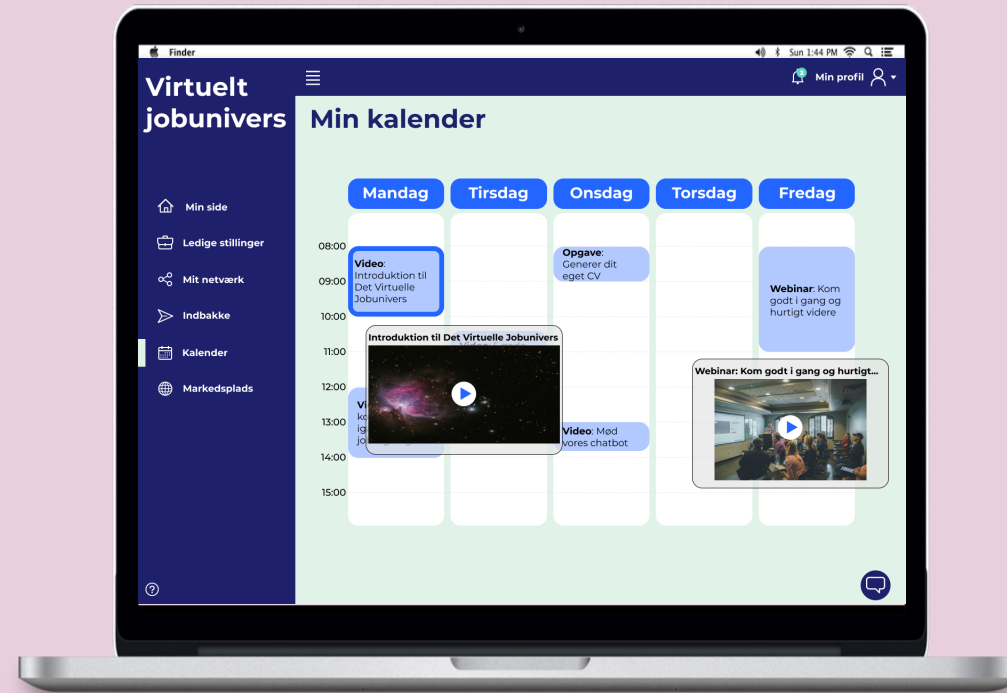 Finder
Sun 1:44 PM
Virtuelt
jobunivers
2
Min profil
Min kalender
Min side
Ledige stillinger
Mit netværk
Indbakke
Kalender
Markedsplads
Mandag
Tirsdag
Onsdag
Torsdag
Fredag
08:00
09:00
10:00
11:00
12:00
13:00
14:00
15:00
Video:
Introduktion til
Det Virtuelle
Jobunivers
Opgave:
Generer dit
eget CV
Webinar: Kom
godt i gang og
hurtigt videre
Introduktion til Det Virtuelle Jobunivers
Webinar: Kom godt i gang og hurtigt...
Video: Mød
vores chatbot
?